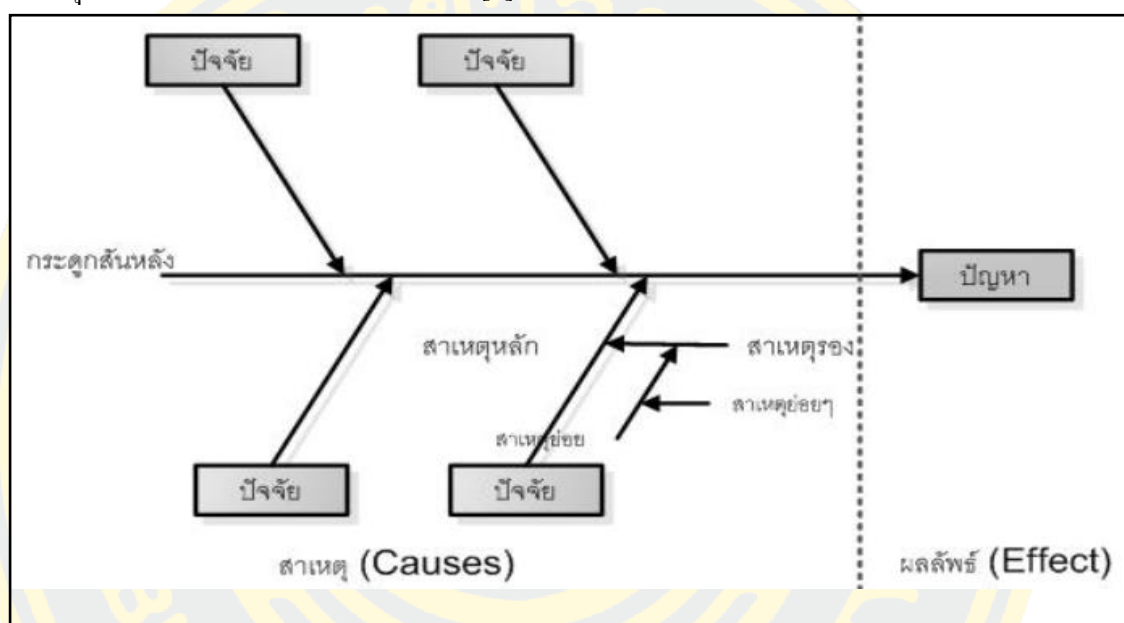 ปัจจัย ปัจจัย
กระดูกสันหลัง
ปัญหา
สาเหตุหลัก สาเหตุรอง
สาเหตุย่อยๆ
สาเหตุย่อย
ปัจจัย ปัจจัย
สาเหตุ (Causes) ผลลัพธ์ (Effect)